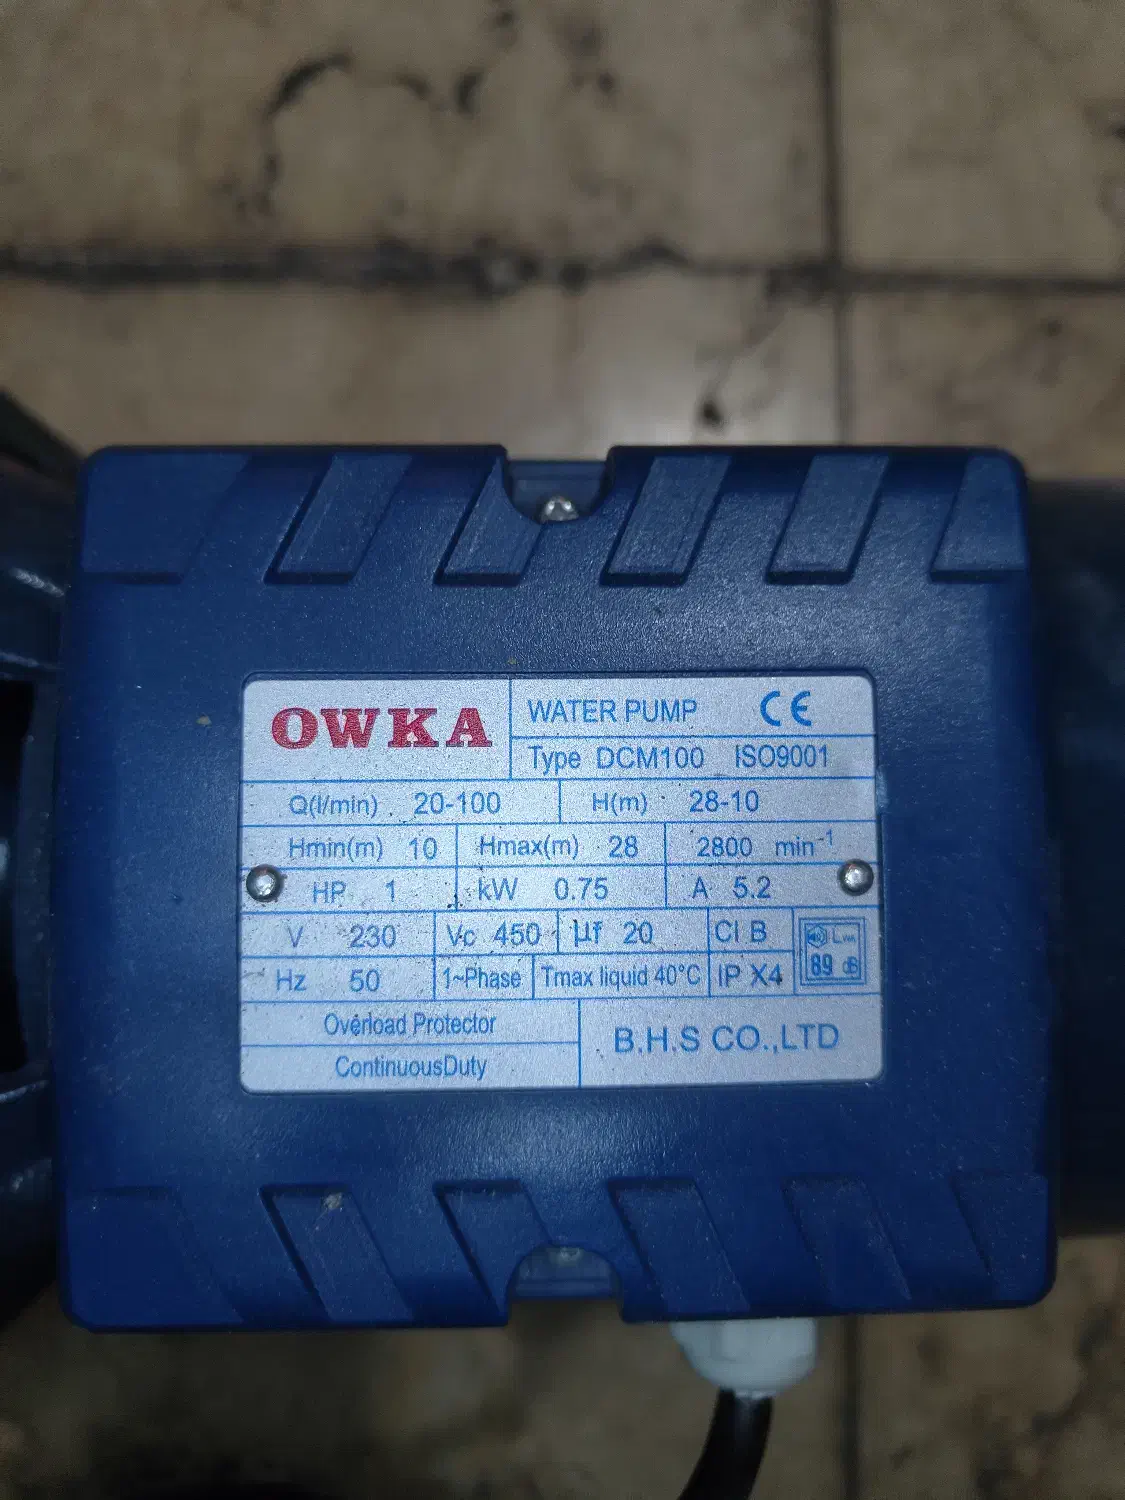 OWKA
WATER PUMP CE
Type DCM100 ISO9001
Q(l/min) 20-100 H(m) 28-10
Hmin(m) 10 Hmax(m) 28 2800 min⁻¹
HP 1 kW 0.75 A 5.2
V 230 Vc 450 µf 20 Cl B
Hz 50 1~Phase Tmax liquid 40°C IP X4
89 dB
Overload Protector
ContinuousDuty
B.H.S CO.,LTD